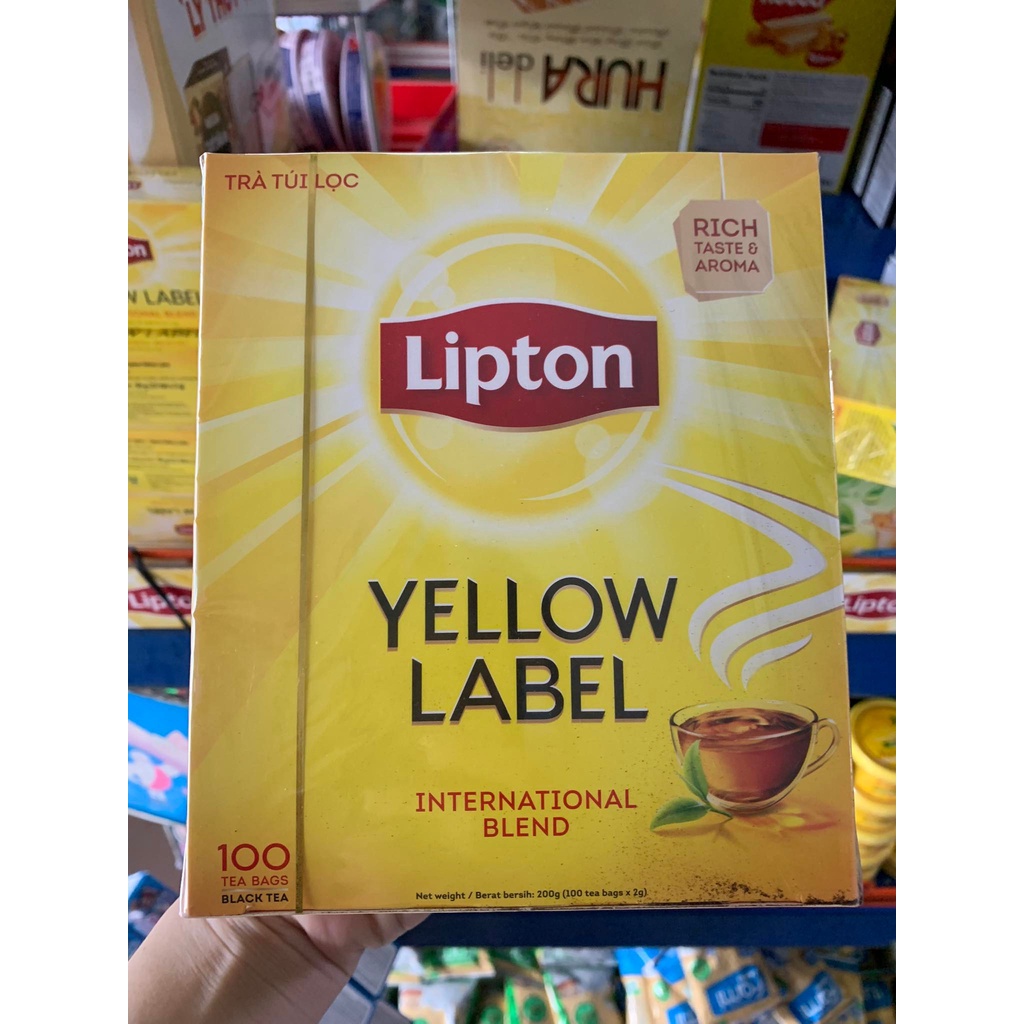 HURA deli
TRÀ TÚI LỌC
RICH
TASTE &
AROMA
Lipton
YELLOW
LABEL
INTERNATIONAL
BLEND
100
TEA BAGS
BLACK TEA
Net weight / Berat bersih: 200g (100 tea bags x 2g)